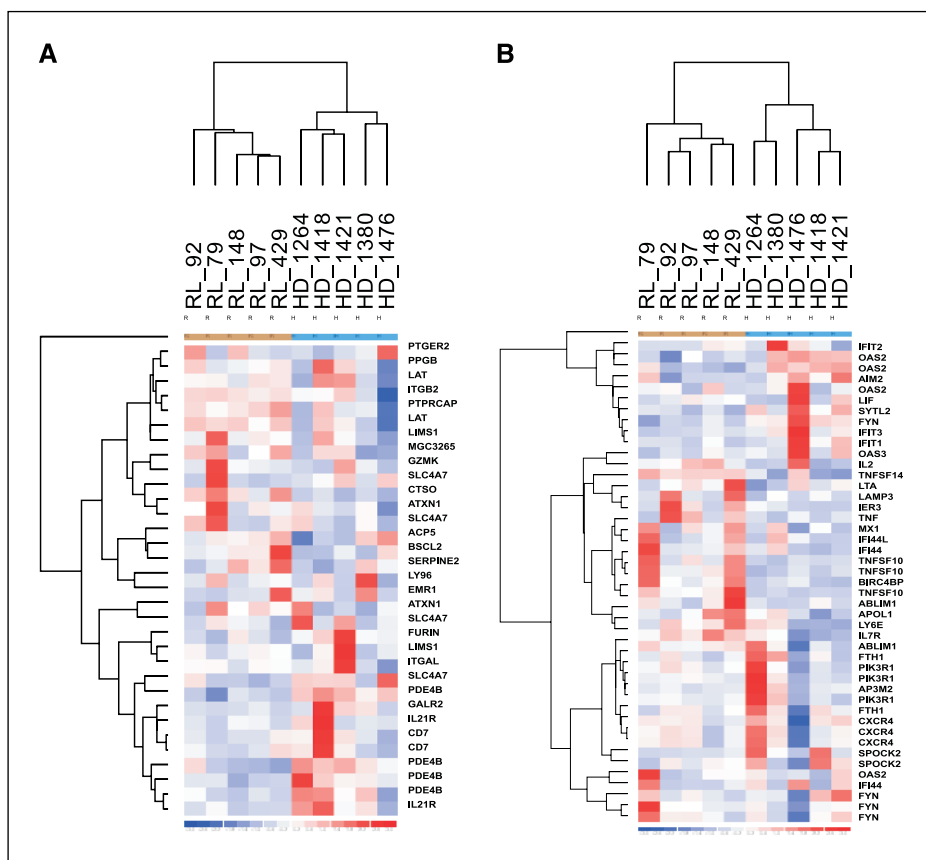 A
RL_92
RL_79
RL_148
RL_97
RL_429
HD_1264
HD_1418
HD_1421
HD_1380
HD_1476
R R R R R H H H H H
PTGER2
PPGB
LAT
ITGB2
PTPRCAP
LAT
LIMS1
MGC3265
GZMK
SLC4A7
CTSO
ATXN1
SLC4A7
ACP5
BSCL2
SERPINE2
LY96
EMR1
ATXN1
SLC4A7
FURIN
LIMS1
ITGAL
SLC4A7
PDE4B
GALR2
IL21R
CD7
CD7
PDE4B
PDE4B
PDE4B
IL21R
B
RL_79
RL_92
RL_97
RL_148
RL_429
HD_1264
HD_1380
HD_1476
HD_1418
HD_1421
R R R R R H H H H H
IFIT2
OAS2
OAS2
AIM2
OAS2
LIF
SYTL2
FYN
IFIT3
IFIT1
OAS3
IL2
TNFSF14
LTA
LAMP3
IER3
TNF
MX1
IFI44L
IFI44
TNFSF10
TNFSF10
BIRC4BP
TNFSF10
ABLIM1
APOL1
LY6E
IL7R
ABLIM1
FTH1
PIK3R1
PIK3R1
AP3M2
PIK3R1
FTH1
CXCR4
CXCR4
CXCR4
SPOCK2
SPOCK2
OAS2
IFI44
FYN
FYN
FYN